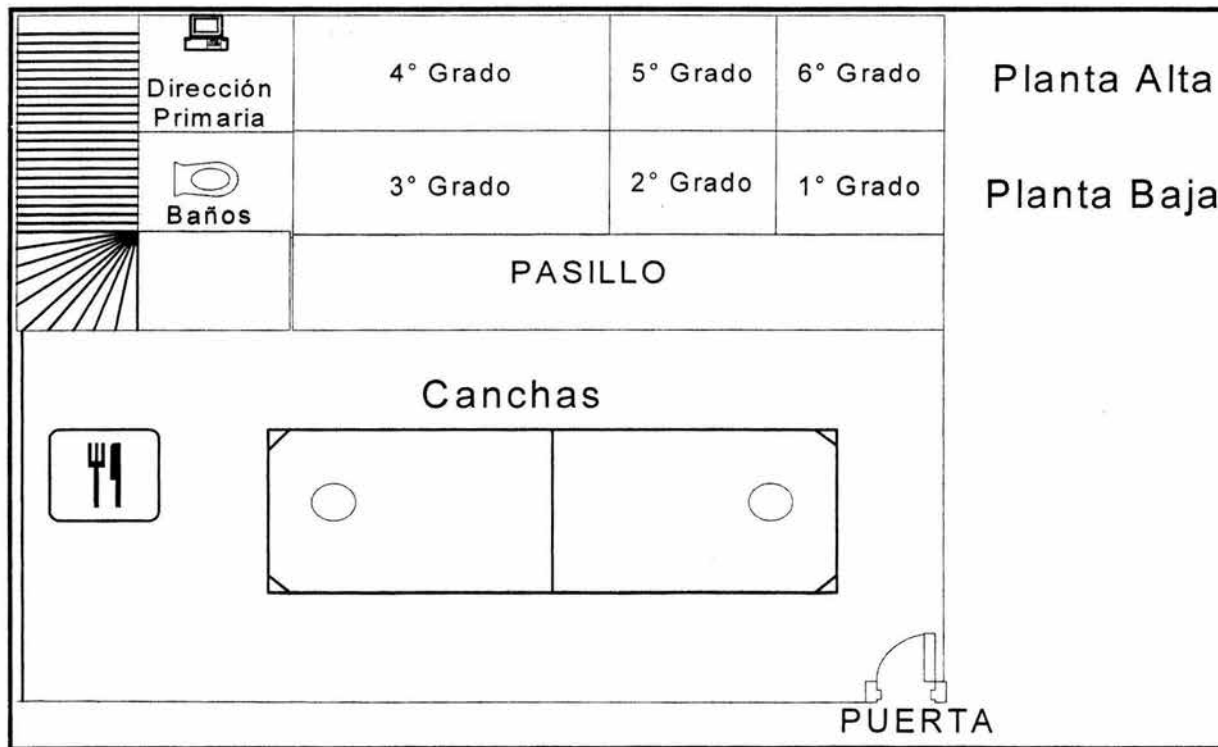 Dirección
Primaria
4° Grado
5° Grado
6° Grado
Planta Alta
Baños
3° Grado
2° Grado
1° Grado
Planta Baja
PASILLO
Canchas
PUERTA